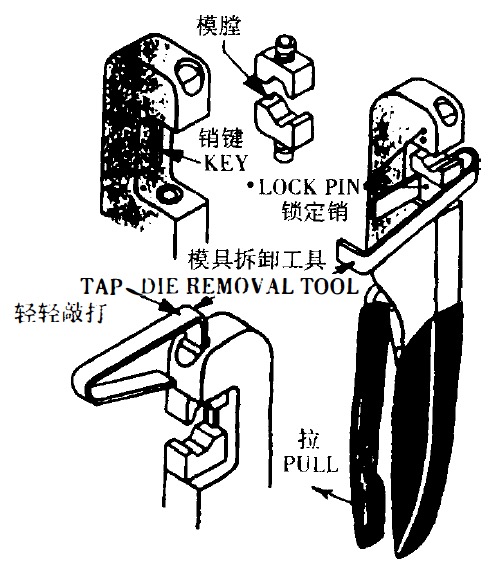 模膛
销键
KEY
• LOCK PIN
锁定销
模具拆卸工具
TAP DIE REMOVAL TOOL
轻轻敲打
拉
PULL